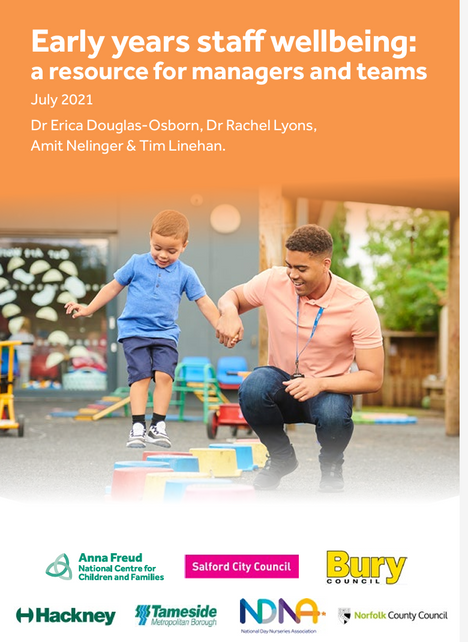 Early years staff wellbeing:
a resource for managers and teams
July 2021
Dr Erica Douglas-Osborn, Dr Rachel Lyons,
Amit Nelinger & Tim Linehan.
Anna Freud
National Centre for
Children and Families
Salford City Council
Bury
COUNCIL
Hackney
Tameside
Metropolitan Borough
NDNA
National Day Nurseries Association
Norfolk County Council